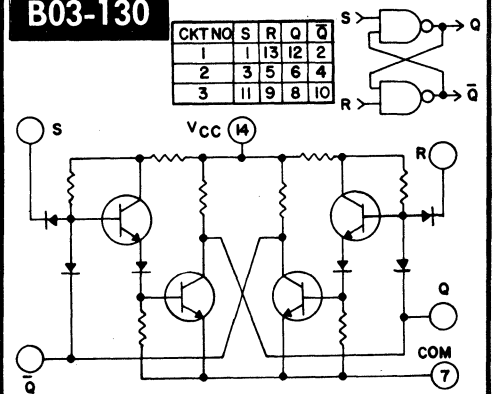 B03-130
CKT NO S R Q Q̅
1 1 13 12 2
2 3 5 6 4
3 11 9 8 10
S Q
R Q̅
S VCC 14 R
Q
Q̅ COM
7